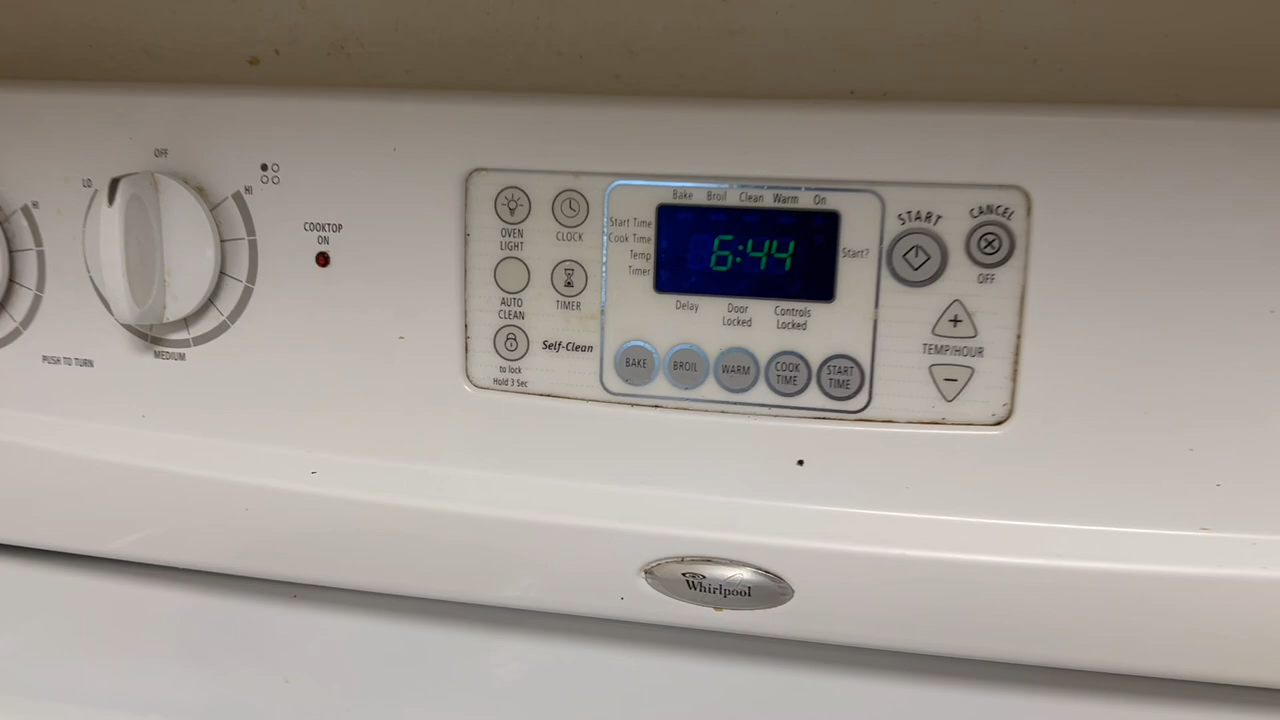 OFF
LO
HI
HI
PUSH TO TURN
MEDIUM
COOKTOP
ON
OVEN
LIGHT
CLOCK
AUTO
CLEAN
TIMER
Self-Clean
to lock
Hold 3 Sec
Bake Broil Clean Warm On
Start Time
Cook Time
Temp
Timer
6:44
Start?
Delay
Door
Locked
Controls
Locked
BAKE
BROIL
WARM
COOK
TIME
START
TIME
START
CANCEL
OFF
+
TEMP/HOUR
−
Whirlpool